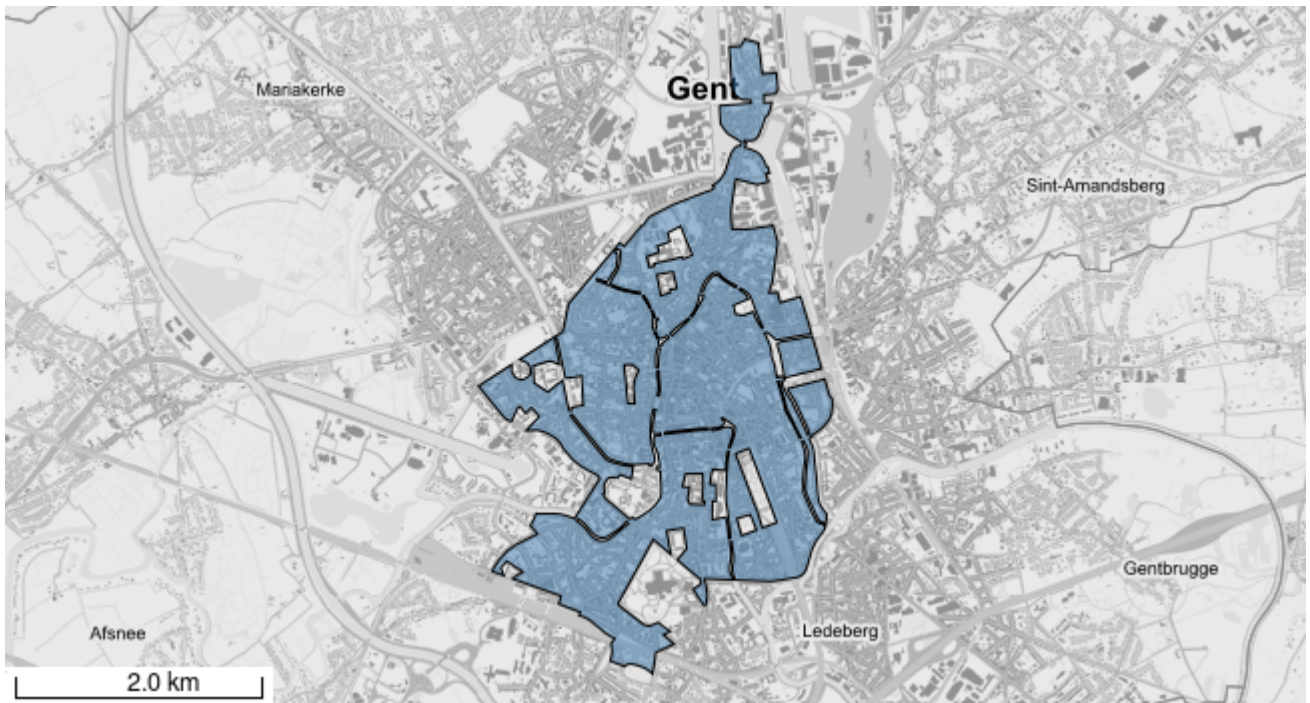 Gent
Mariakerke
Sint-Amandsberg
Gentbrugge
Afsnee
Ledeberg
2.0 km